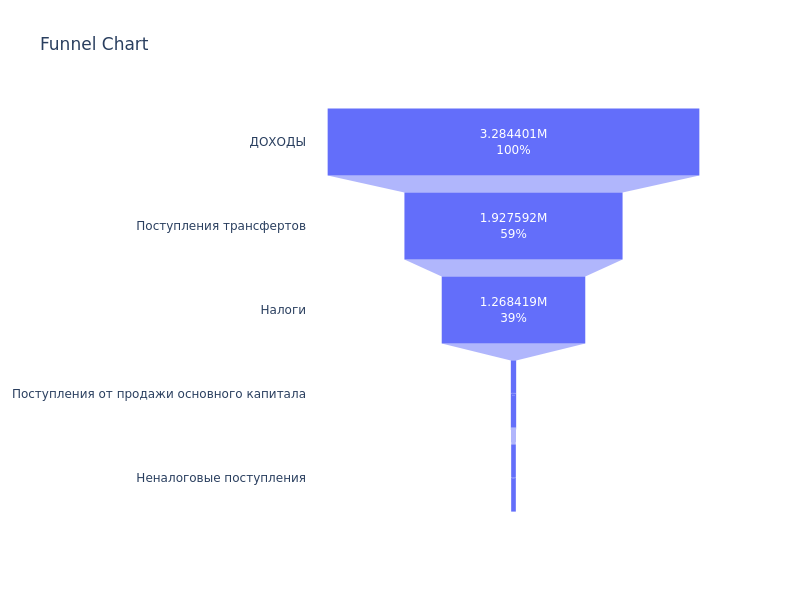 Funnel Chart
ДОХОДЫ
3.284401M
100%
Поступления трансфертов
1.927592M
59%
Налоги
1.268419M
39%
Поступления от продажи основного капитала
Неналоговые поступления